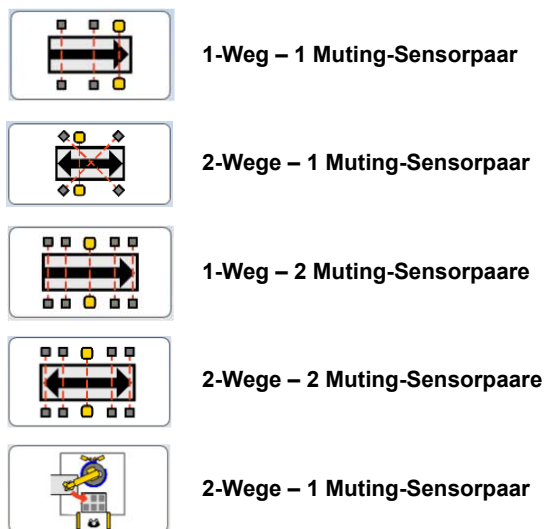 1-Weg – 1 Muting-Sensorpaar
2-Wege – 1 Muting-Sensorpaar
1-Weg – 2 Muting-Sensorpaare
2-Wege – 2 Muting-Sensorpaare
2-Wege – 1 Muting-Sensorpaar